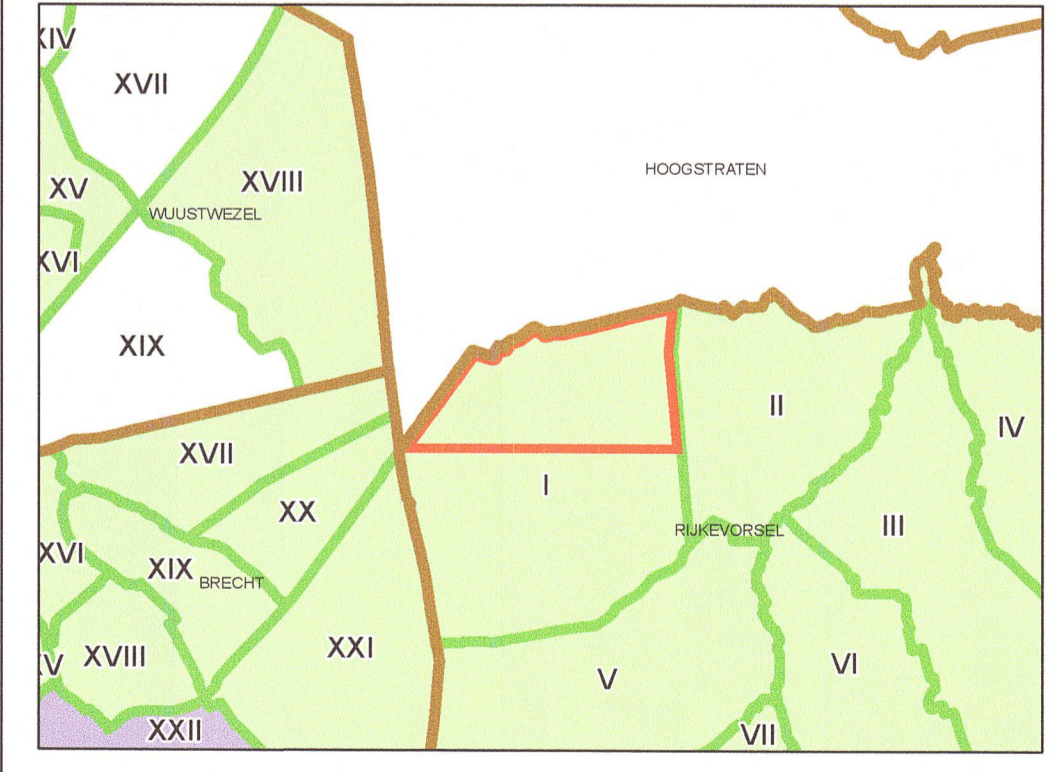 XIV
XVII
HOOGSTRATEN
XV
XVIII
WUUSTWEZEL
XVI
XIX
II
IV
XVII
I
XX
III
RIJKEVORSEL
XVI
XIX
BRECHT
XXI
XVIII
XV
VI
V
XXII
VII